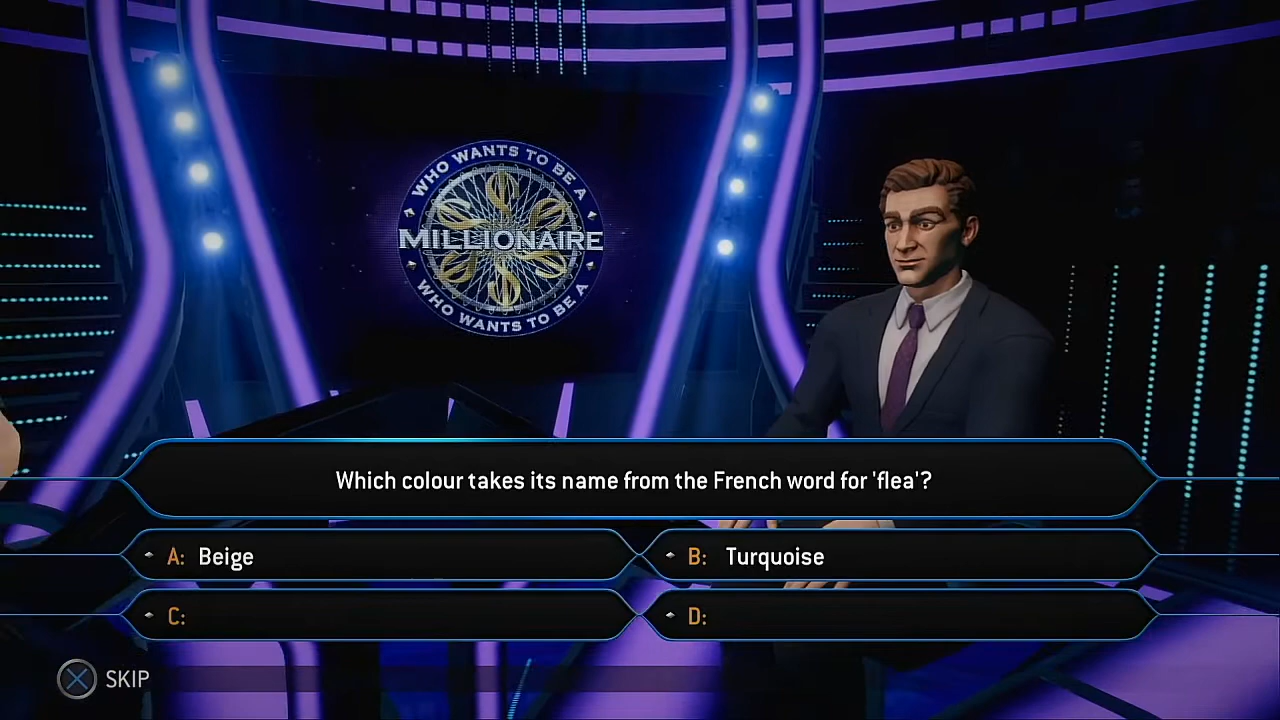 WHO WANTS TO BE A
MILLIONAIRE
WHO WANTS TO BE A
Which colour takes its name from the French word for 'flea'?
A: Beige
B: Turquoise
C:
D:
SKIP